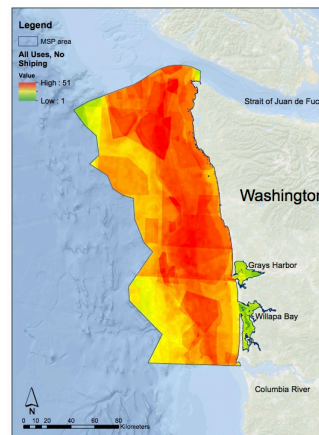 Legend
MSP area
All Uses, No
Shiping
Value
High : 51
Low : 1
Strait of Juan de Fuc
Washington
Grays Harbor
Willapa Bay
Columbia River
N
0 10 20 40 60 80
Kilometers